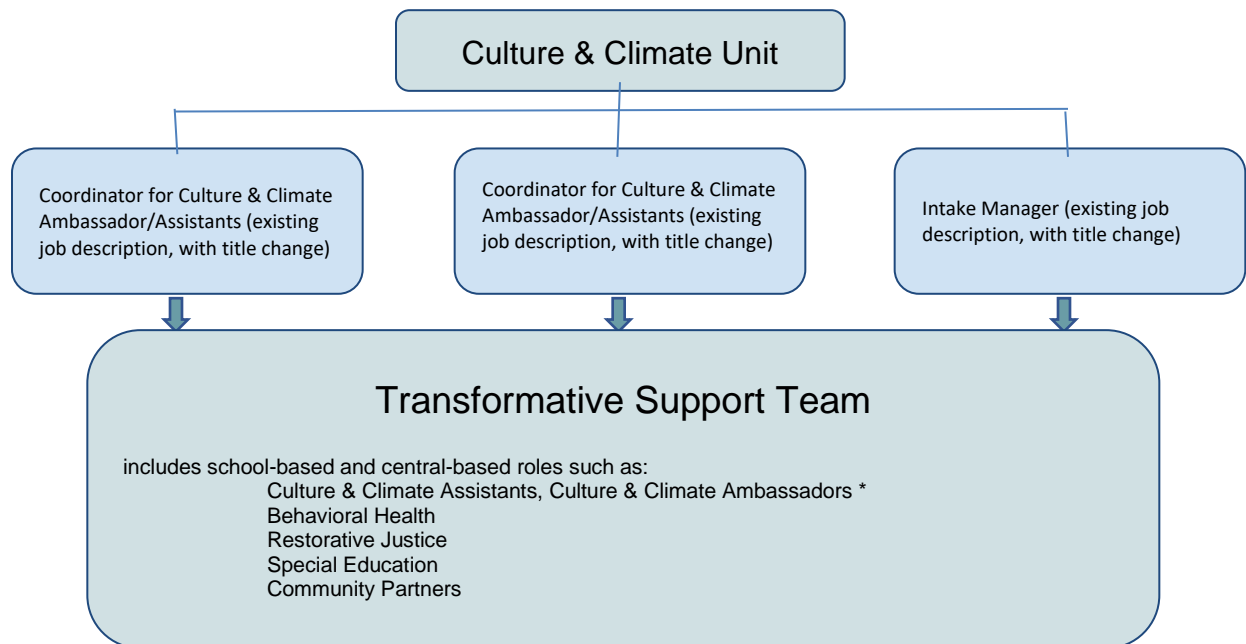 Culture & Climate Unit
Coordinator for Culture & Climate
Ambassador/Assistants (existing
job description, with title change)
Coordinator for Culture & Climate
Ambassador/Assistants (existing
job description, with title change)
Intake Manager (existing job
description, with title change)
Transformative Support Team
includes school-based and central-based roles such as:
Culture & Climate Assistants, Culture & Climate Ambassadors *
Behavioral Health
Restorative Justice
Special Education
Community Partners